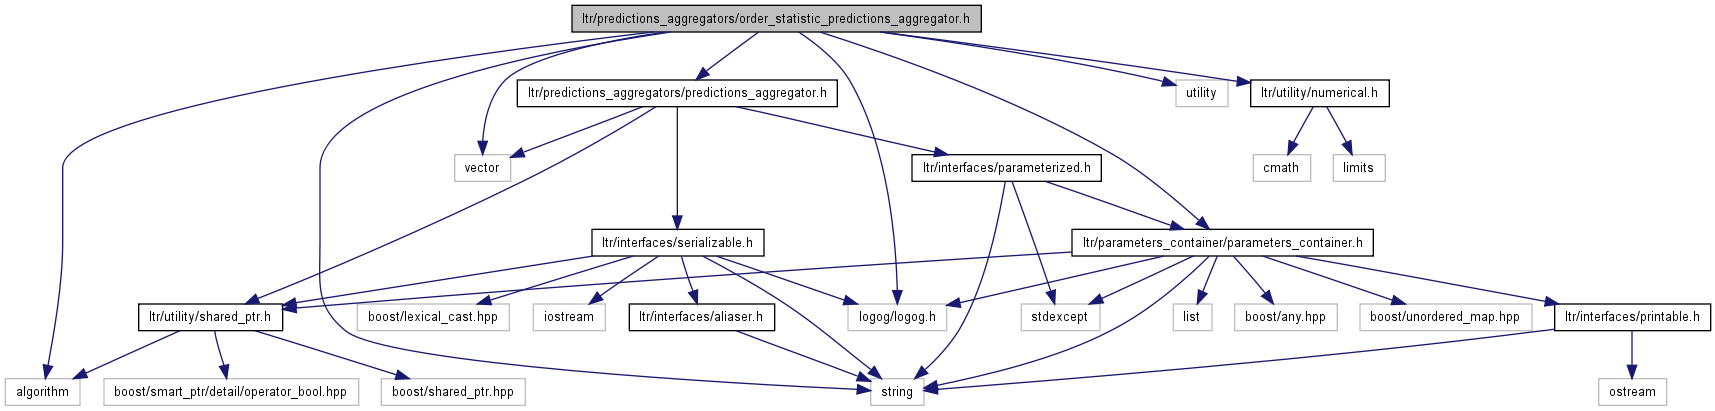 ltr/predictions_aggregators/order_statistic_predictions_aggregator.h
ltr/predictions_aggregators/predictions_aggregator.h
utility
ltr/utility/numerical.h
vector
ltr/interfaces/parameterized.h
cmath
limits
ltr/interfaces/serializable.h
ltr/parameters_container/parameters_container.h
ltr/utility/shared_ptr.h
boost/lexical_cast.hpp
iostream
ltr/interfaces/aliaser.h
logog/logog.h
stdexcept
list
boost/any.hpp
boost/unordered_map.hpp
ltr/interfaces/printable.h
algorithm
boost/smart_ptr/detail/operator_bool.hpp
boost/shared_ptr.hpp
string
ostream